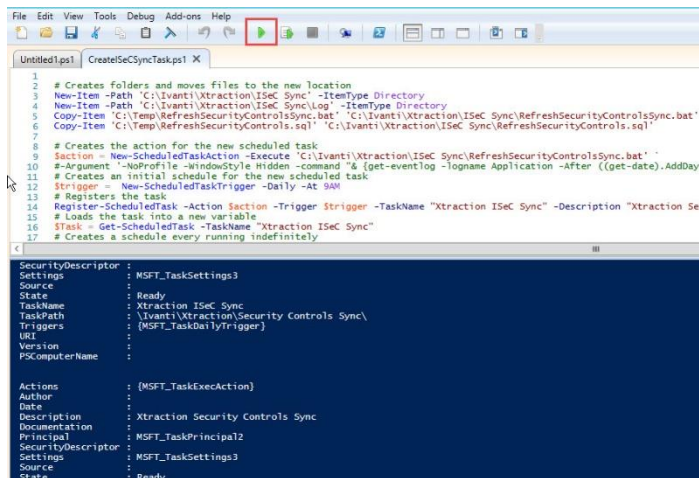 File Edit View Tools Debug Add-ons Help
Untitled1.ps1 CreateISeCSyncTask.ps1 X
1
2 # Creates folders and moves files to the new location
3 New-Item -Path 'C:\Ivanti\Xtraction\ISeC Sync' -ItemType Directory
4 New-Item -Path 'C:\Ivanti\Xtraction\ISeC Sync\Log' -ItemType Directory
5 Copy-Item 'C:\Temp\RefreshSecurityControlsSync.bat' 'C:\Ivanti\Xtraction\ISeC Sync\RefreshSecurityControlsSync.bat'
6 Copy-Item 'C:\Temp\RefreshSecurityControls.sql' 'C:\Ivanti\Xtraction\ISeC Sync\RefreshSecurityControls.sql'
7
8 # Creates the action for the new scheduled task
9 $action = New-ScheduledTaskAction -Execute 'C:\Ivanti\Xtraction\ISeC Sync\RefreshSecurityControls.bat' `
10 #-Argument '-NoProfile -WindowStyle Hidden -command "& {get-eventlog -logname Application -After ((get-date).AddDay
11 # Creates an initial schedule for the new scheduled task
12 $trigger = New-ScheduledTaskTrigger -Daily -At 9AM
13 # Registers the task
14 Register-ScheduledTask -Action $action -Trigger $trigger -TaskName "Xtraction ISeC Sync" -Description "Xtraction Se
15 # Loads the task into a new variable
16 $Task = Get-ScheduledTask -TaskName "Xtraction ISeC Sync"
17 # Creates a schedule every running indefinitely
SecurityDescriptor :
Settings : MSFT_TaskSettings3
Source :
State : Ready
TaskName : Xtraction ISeC Sync
TaskPath : \Ivanti\Xtraction\Security Controls Sync\
Triggers : {MSFT_TaskDailyTrigger}
URI :
Version :
PSComputerName :
Actions : {MSFT_TaskExecAction}
Author :
Date :
Description : Xtraction Security Controls Sync
Documentation :
Principal : MSFT_TaskPrincipal2
SecurityDescriptor :
Settings : MSFT_TaskSettings3
Source :
State : Ready